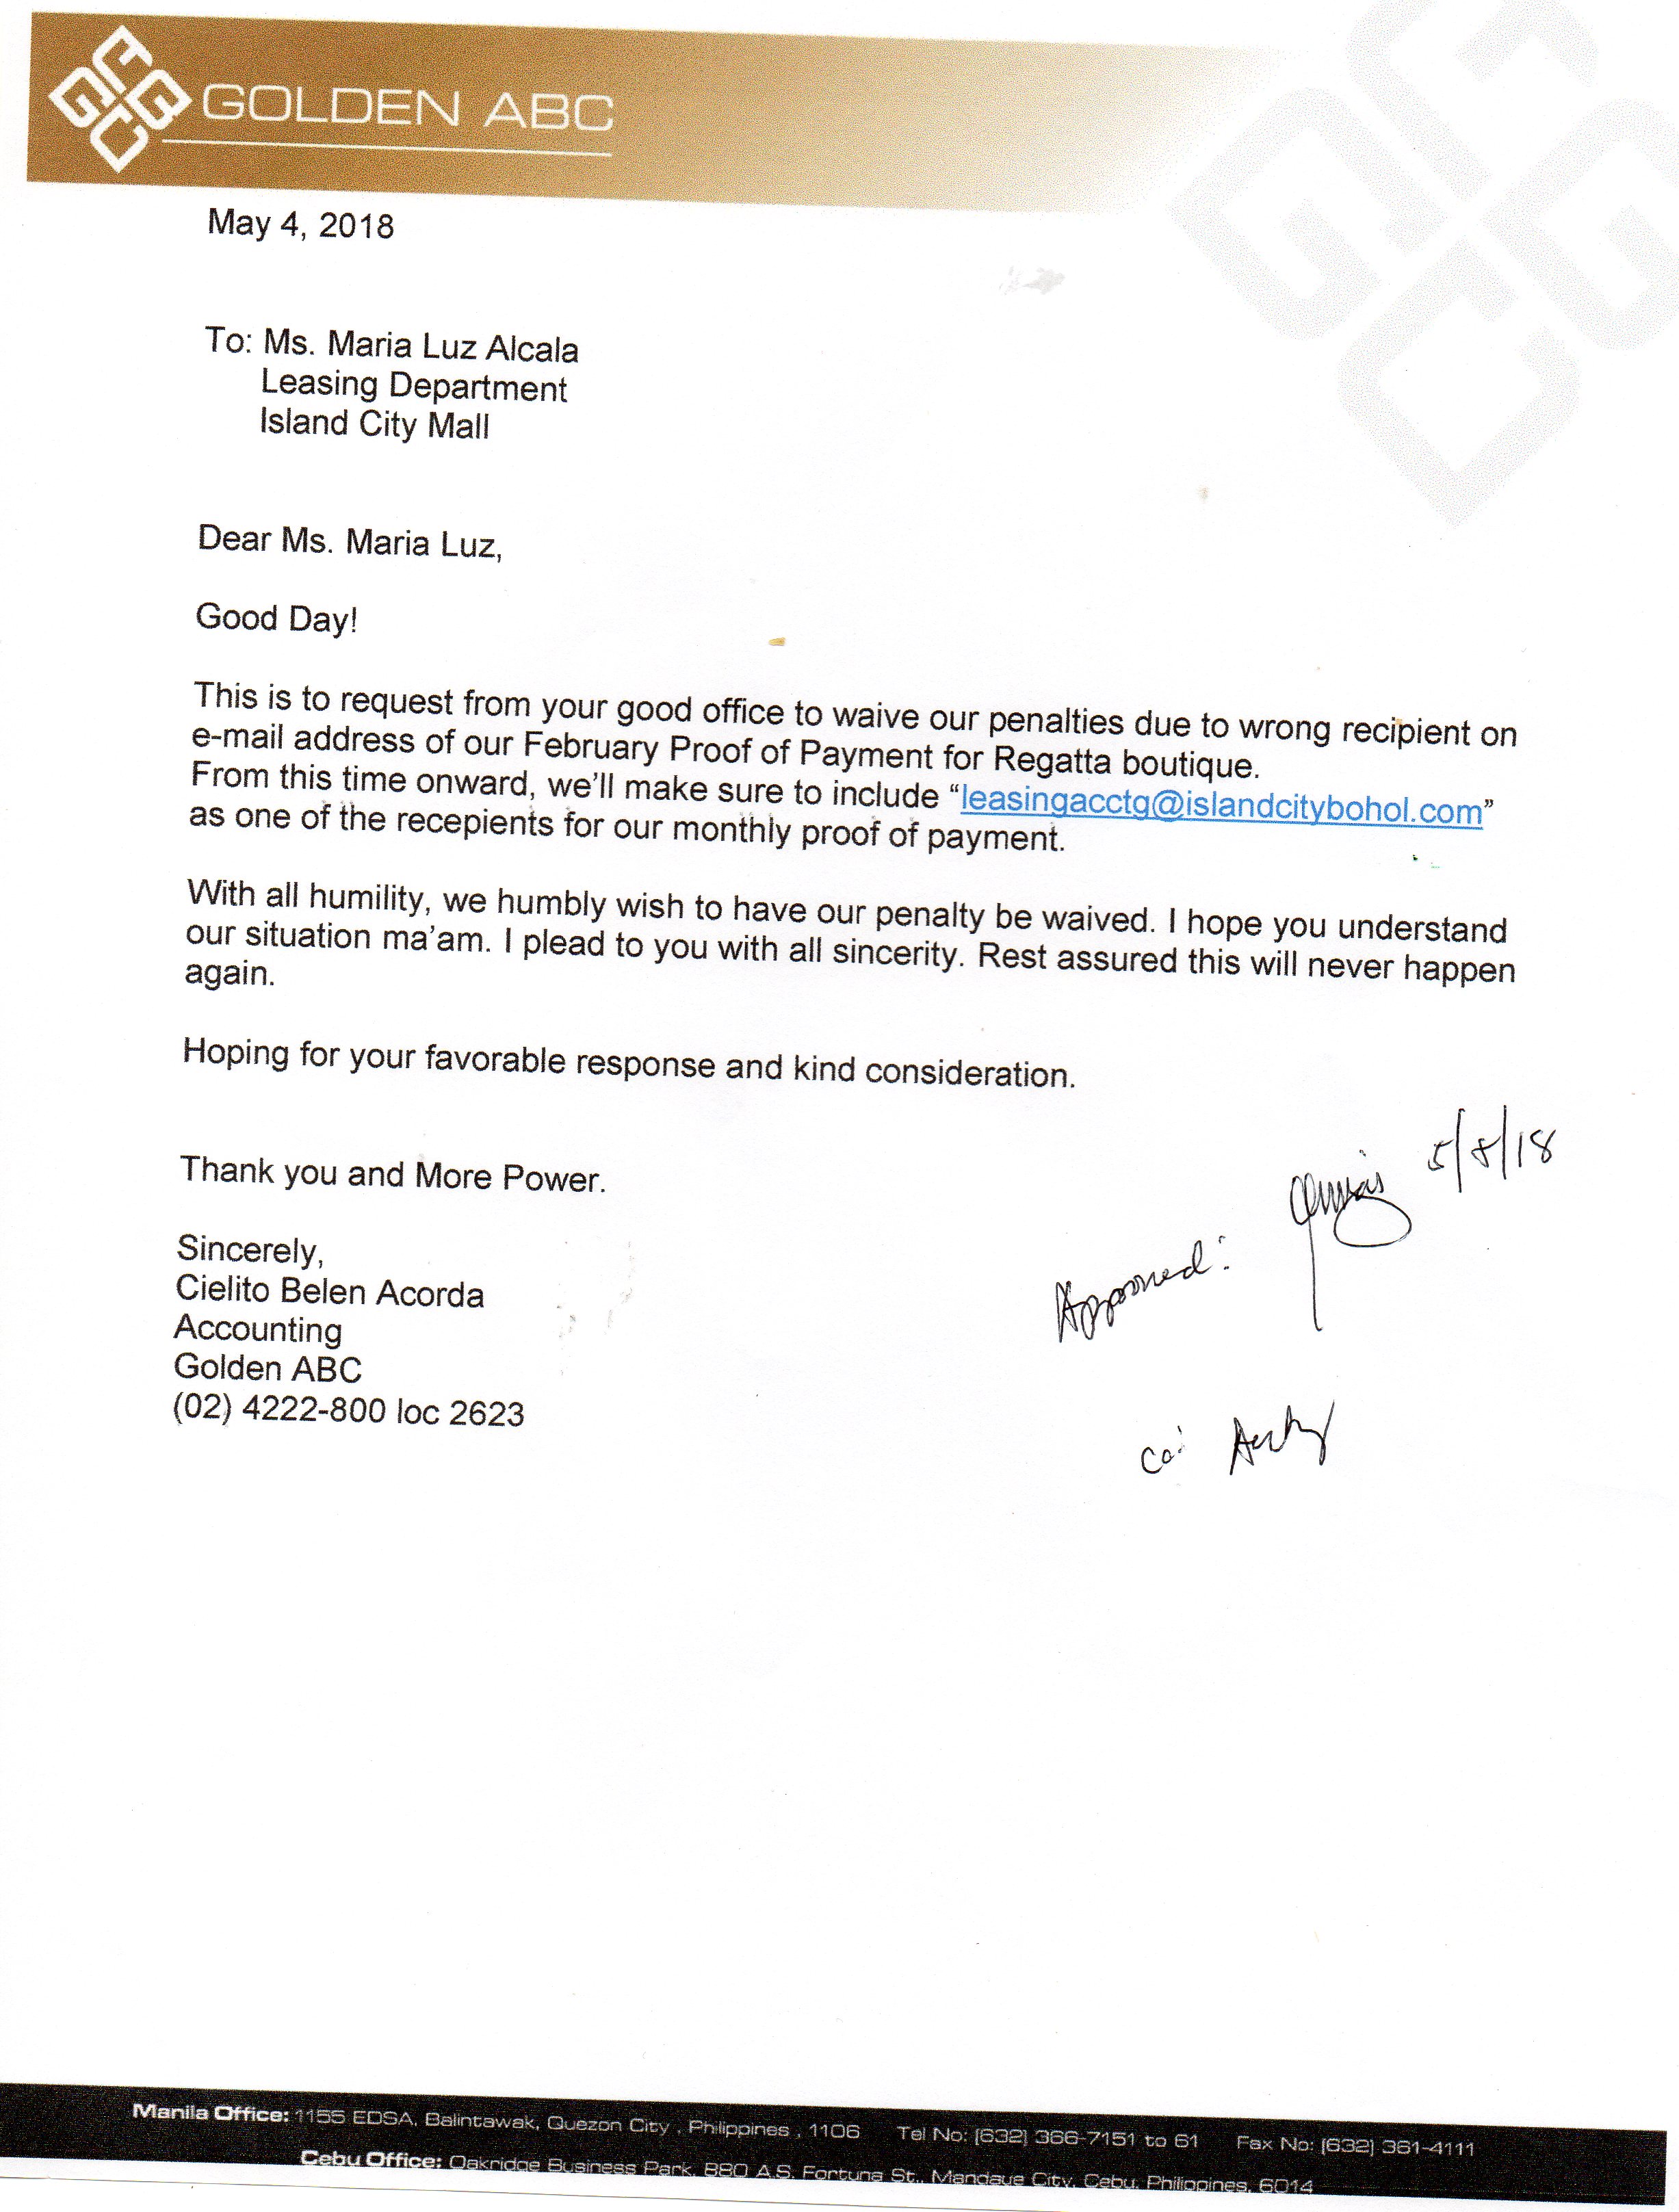 GOLDEN ABC
May 4, 2018
To: Ms. Maria Luz Alcala
Leasing Department
Island City Mall
Dear Ms. Maria Luz,
Good Day!
This is to request from your good office to waive our penalties due to wrong recipient on
e-mail address of our February Proof of Payment for Regatta boutique.
From this time onward, we'll make sure to include “leasingacctg@islandcitybohol.com”
as one of the recepients for our monthly proof of payment.
With all humility, we humbly wish to have our penalty be waived. I hope you understand
our situation ma'am. I plead to you with all sincerity. Rest assured this will never happen
again.
Hoping for your favorable response and kind consideration.
Thank you and More Power.
5/8/18
Approved:
Sincerely,
Cielito Belen Acorda
Accounting
Golden ABC
(02) 4222-800 loc 2623
Manila Office: 1155 EDSA, Balintawak, Quezon City , Philippines , 1106 Tel No: (632) 366-7151 to 61 Fax No: (632) 361-4111
Cebu Office: Oakridge Business Park, 880 A.S. Fortuna St., Mandaue City, Cebu, Philippines, 6014